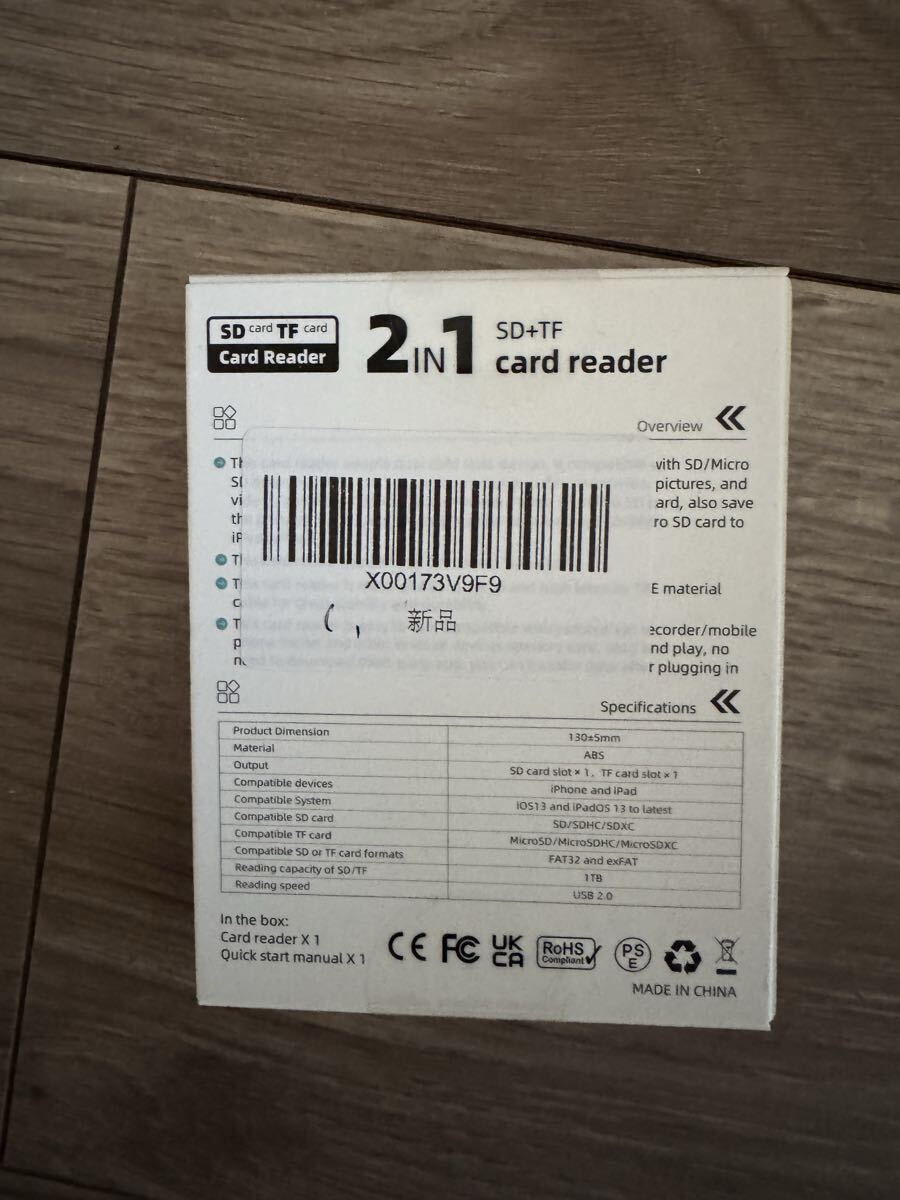 SD card TF card
Card Reader
2IN1 SD+TF
card reader
Overview
with SD/Micro
pictures, and
vi ard, also save
th ro SD card to
iP
E material
ecorder/mobile
nd play, no
r plugging in
X00173V9F9
新品
Specifications
Product Dimension 130±5mm
Material ABS
Output SD card slot × 1, TF card slot × 1
Compatible devices iPhone and iPad
Compatible System iOS13 and iPadOS 13 to latest
Compatible SD card SD/SDHC/SDXC
Compatible TF card MicroSD/MicroSDHC/MicroSDXC
Compatible SD or TF card formats FAT32 and exFAT
Reading capacity of SD/TF 1TB
Reading speed USB 2.0
In the box:
Card reader X 1
Quick start manual X 1
CE FC UK CA RoHS Compliant PSE
MADE IN CHINA